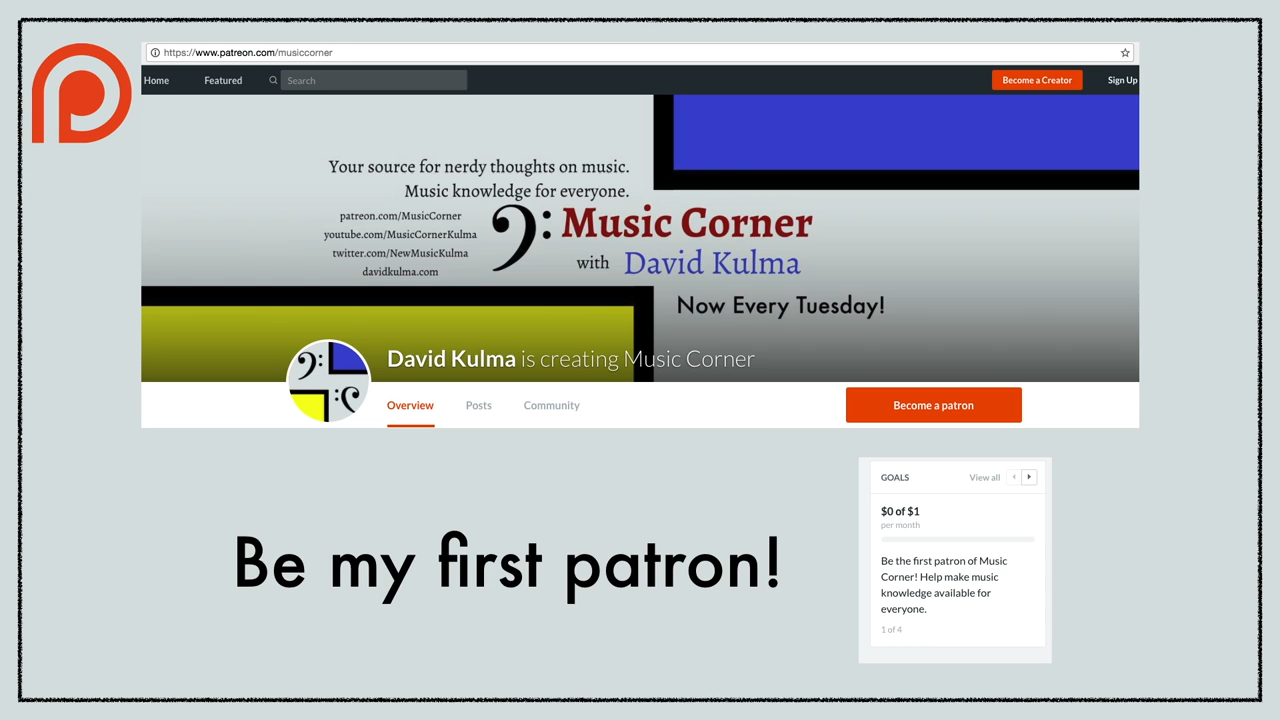 https://www.patreon.com/musiccorner
Home Featured Search Become a Creator Sign Up
Your source for nerdy thoughts on music.
Music knowledge for everyone.
patreon.com/MusicCorner
youtube.com/MusicCornerKulma
twitter.com/NewMusicKulma
davidkulma.com
Music Corner
with David Kulma
Now Every Tuesday!
David Kulma is creating Music Corner
Overview Posts Community Become a patron
Be my first patron!
GOALS View all
$0 of $1
per month
Be the first patron of Music
Corner! Help make music
knowledge available for
everyone.
1 of 4